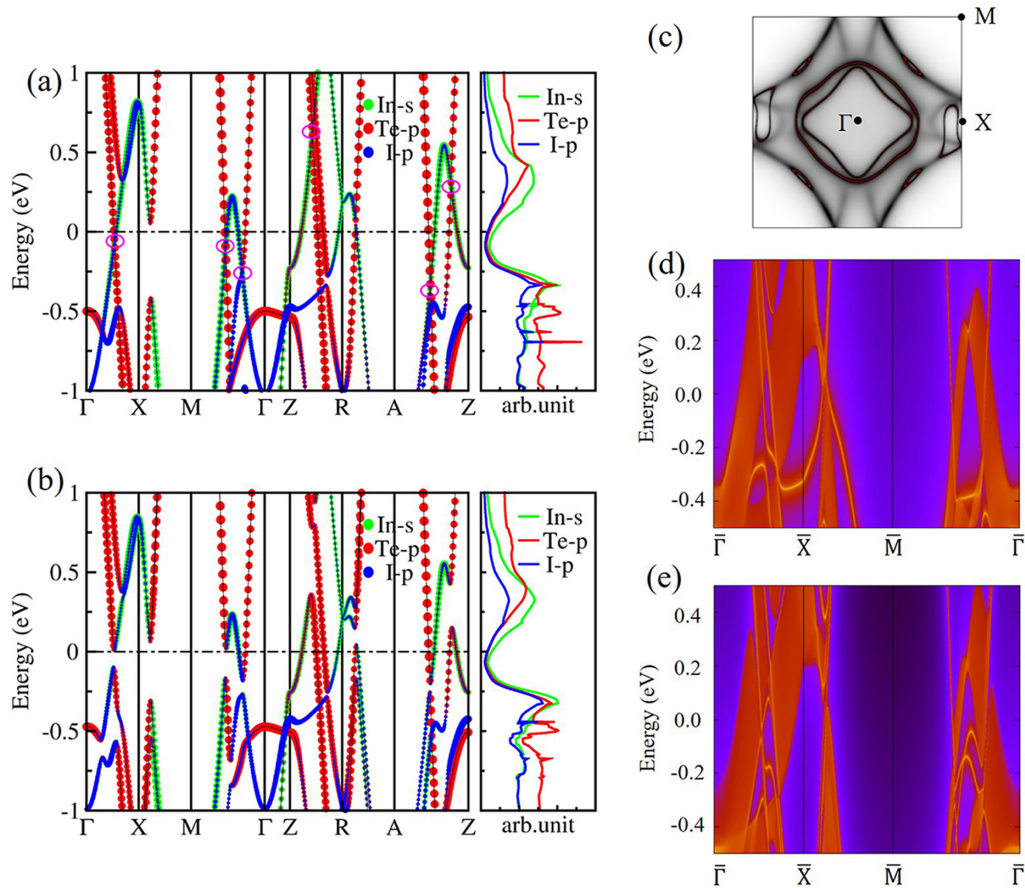 (a)
1
0.5
0
-0.5
-1
Energy (eV)
Γ X M Γ Z R A Z
In-s
Te-p
I-p
In-s
Te-p
I-p
arb.unit
(b)
1
0.5
0
-0.5
-1
Energy (eV)
Γ X M Γ Z R A Z
In-s
Te-p
I-p
In-s
Te-p
I-p
arb.unit
(c)
M
Γ
X
(d)
0.4
0.2
0.0
-0.2
-0.4
Energy (eV)
Γ̅ X̅ M̅ Γ̅
(e)
0.4
0.2
0.0
-0.2
-0.4
Energy (eV)
Γ̅ X̅ M̅ Γ̅